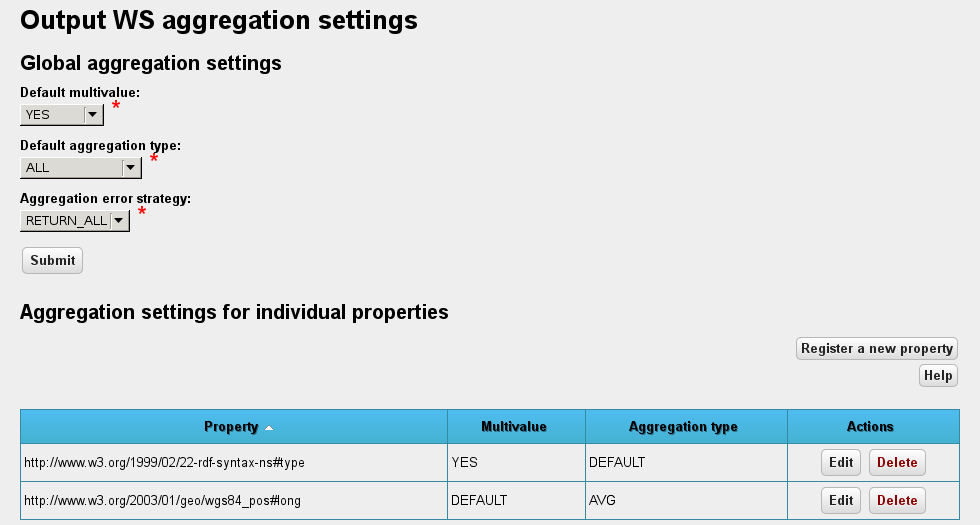 Output WS aggregation settings
Global aggregation settings
Default multivalue:
YES *
Default aggregation type:
ALL *
Aggregation error strategy:
RETURN_ALL *
Submit
Aggregation settings for individual properties
Register a new property
Help
Property Multivalue Aggregation type Actions
http://www.w3.org/1999/02/22-rdf-syntax-ns#type YES DEFAULT Edit Delete
http://www.w3.org/2003/01/geo/wgs84_pos#long DEFAULT AVG Edit Delete